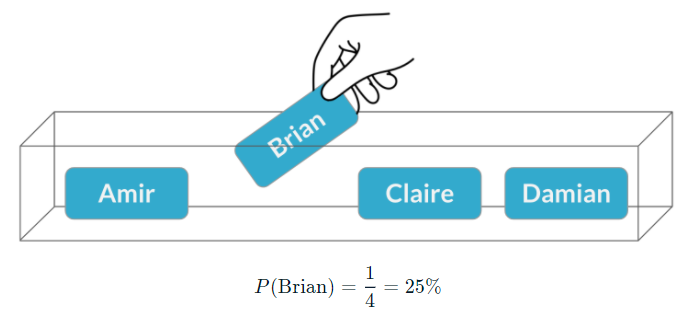 Brian
Amir Claire Damian
P(Brian) = 1/4 = 25%